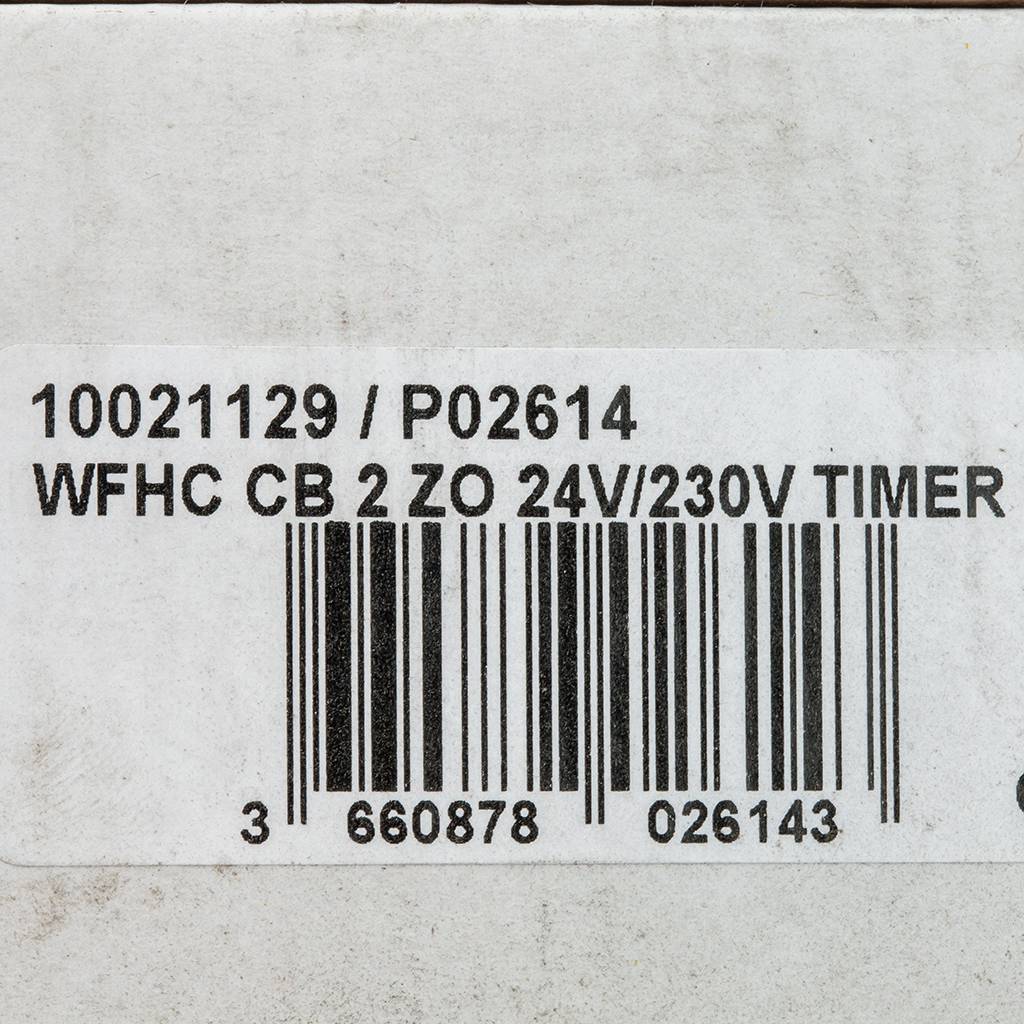 10021129 / P02614
WFHC CB 2 ZO 24V/230V TIMER
3 660878 026143